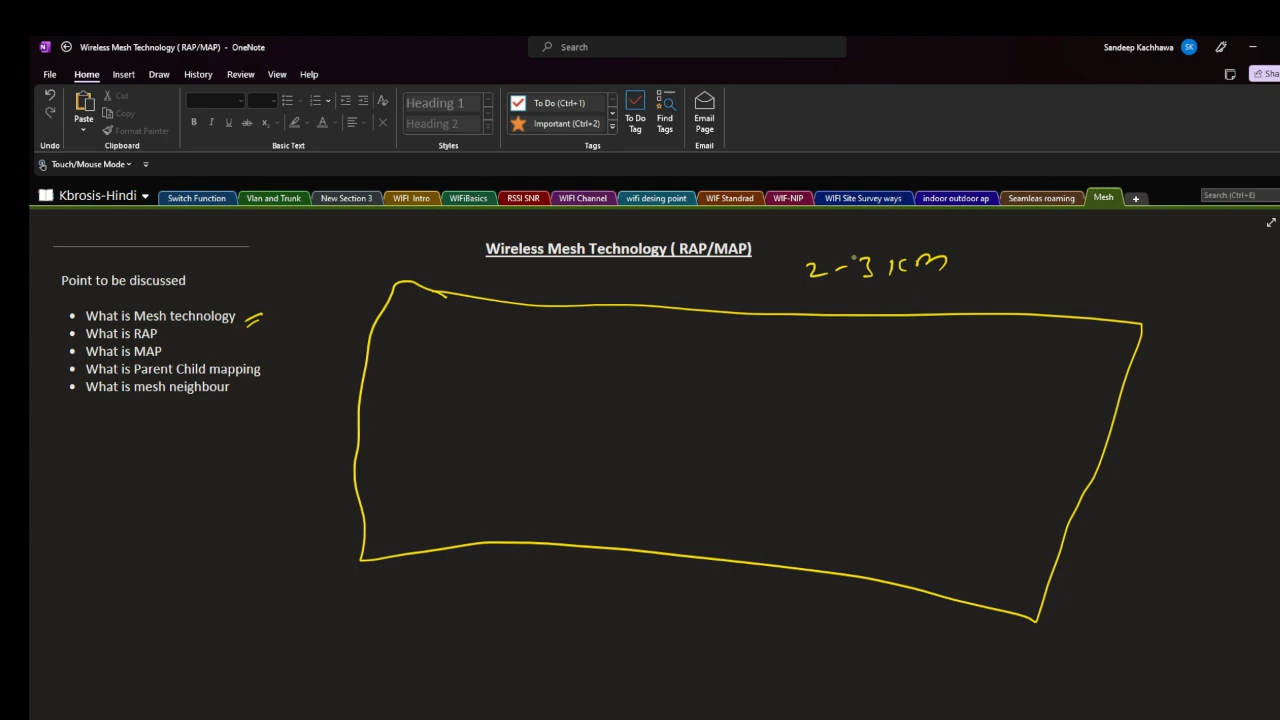 Wireless Mesh Technology ( RAP/MAP) - OneNote
Search
Sandeep Kachhawa SK
File Home Insert Draw History Review View Help
Sha
Paste
Cut
Copy
Format Painter
Heading 1
Heading 2
To Do (Ctrl+1)
Important (Ctrl+2)
To Do Tag
Find Tags
Email Page
Undo Clipboard Basic Text Styles Tags Email
Touch/Mouse Mode
Kbrosis-Hindi
Switch Function Vlan and Trunk New Section 3 WIFI Intro WIFiBasics RSSI SNR WIFI Channel wifi desing point WIF Standrad WIF-NIP WIFI Site Survey ways indoor outdoor ap Seamleas roaming Mesh +
Search (Ctrl+E)
Wireless Mesh Technology ( RAP/MAP)
2-3 KM
Point to be discussed
• What is Mesh technology
• What is RAP
• What is MAP
• What is Parent Child mapping
• What is mesh neighbour